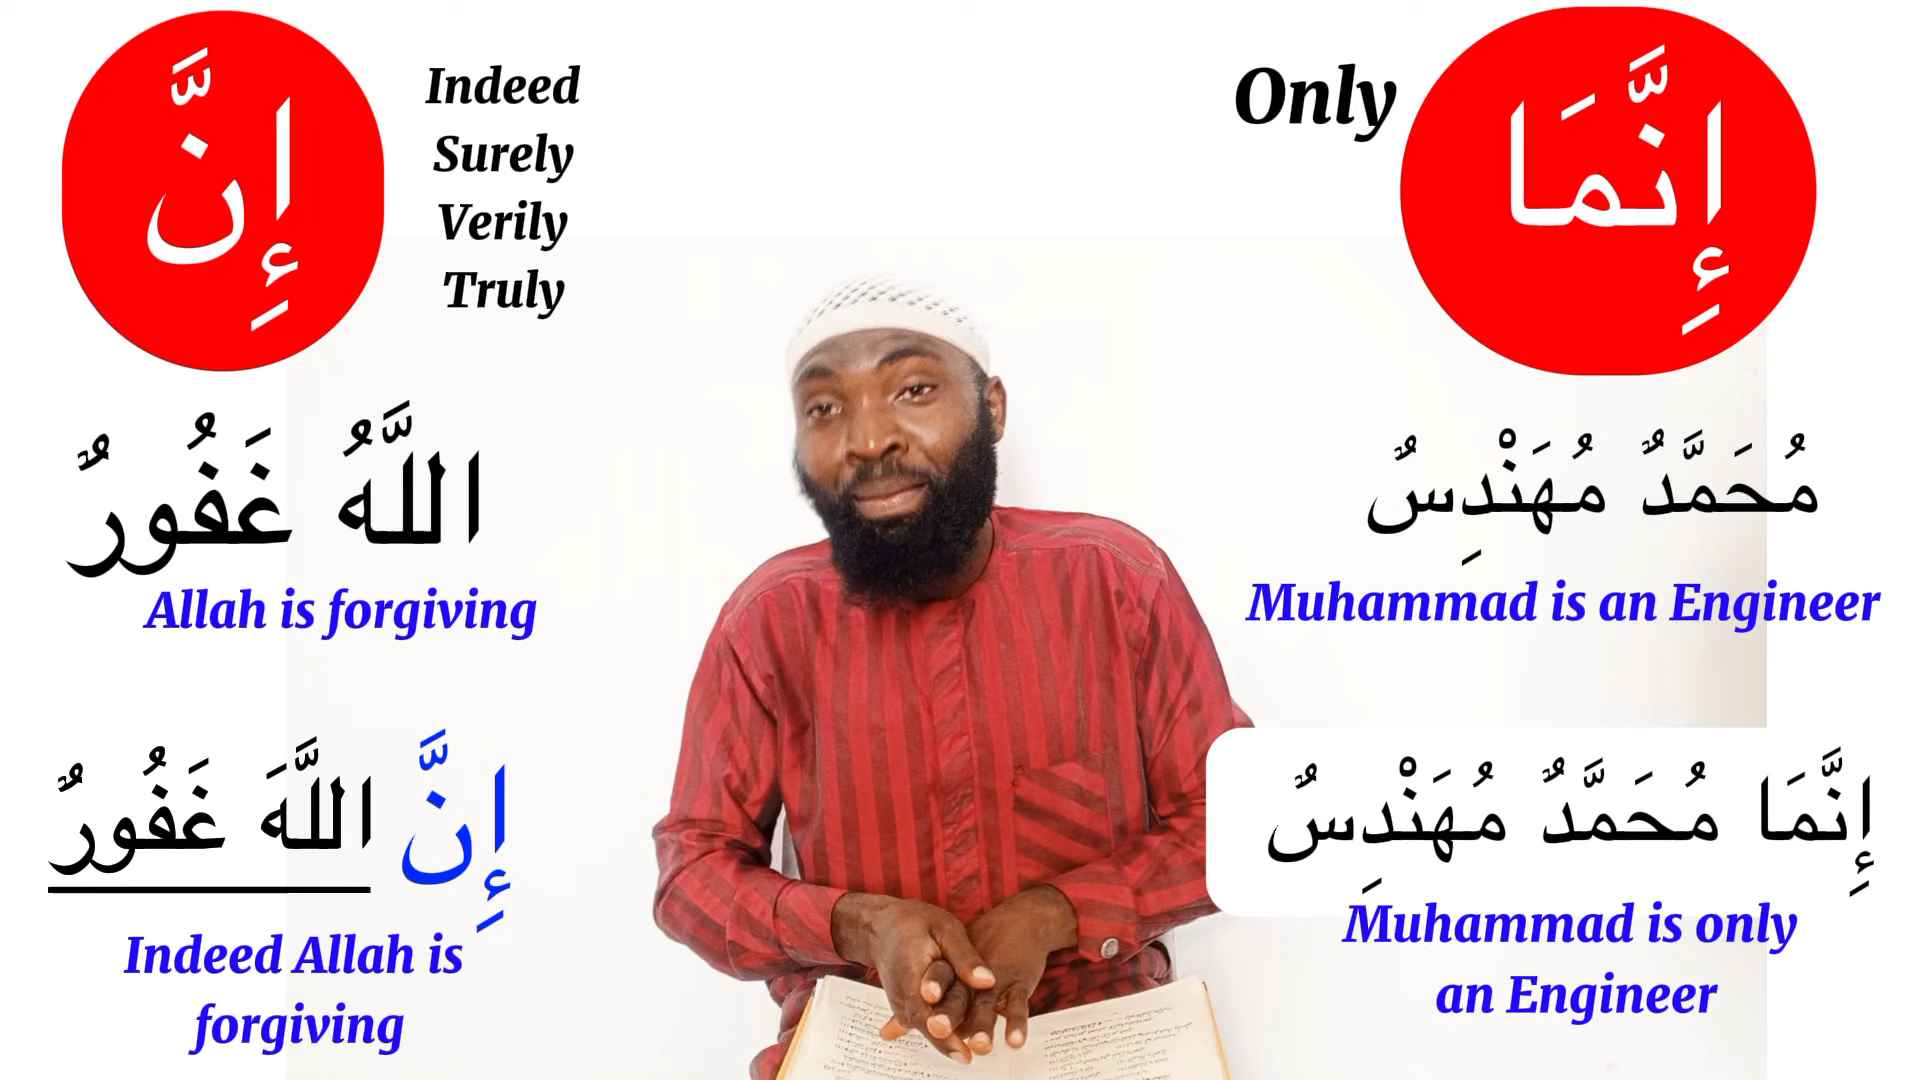 إِنَّ
Indeed
Surely
Verily
Truly
اللَّهُ غَفُورٌ
Allah is forgiving
إِنَّ اللَّهَ غَفُورٌ
Indeed Allah is
forgiving
Only
إِنَّمَا
مُحَمَّدٌ مُهَنْدِسٌ
Muhammad is an Engineer
إِنَّمَا مُحَمَّدٌ مُهَنْدِسٌ
Muhammad is only
an Engineer